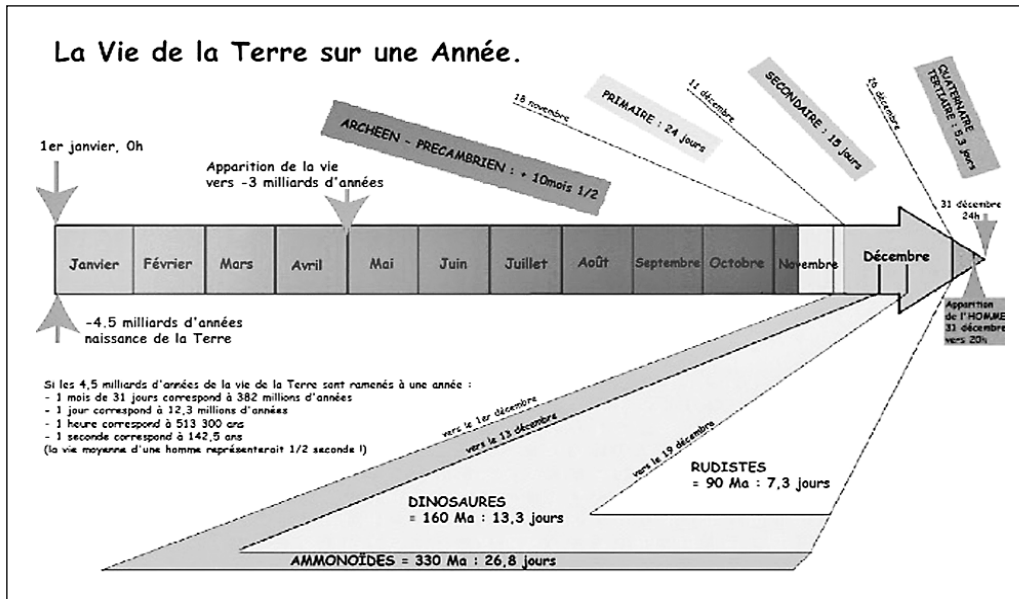 La Vie de la Terre sur une Année.
1er janvier, 0h
Apparition de la vie
vers -3 milliards d'années
ARCHEEN - PRECAMBRIEN : + 10mois 1/2
18 novembre
PRIMAIRE : 24 jours
11 décembre
SECONDAIRE : 15 jours
26 décembre
QUATERNAIRE
TERTIAIRE : 5,3 jours
31 décembre
24h
Janvier
Février
Mars
Avril
Mai
Juin
Juillet
Août
Septembre
Octobre
Novembre
Décembre
-4.5 milliards d'années
naissance de la Terre
Apparition
de l'HOMME
31 décembre
vers 20h
Si les 4,5 milliards d'années de la vie de la Terre sont ramenés à une année :
- 1 mois de 31 jours correspond à 382 millions d'années
- 1 jour correspond à 12,3 millions d'années
- 1 heure correspond à 513 300 ans
- 1 seconde correspond à 142,5 ans
(la vie moyenne d'une homme représenterait 1/2 seconde !)
vers le 1er décembre
vers le 13 décembre
vers le 19 décembre
RUDISTES
= 90 Ma : 7,3 jours
DINOSAURES
= 160 Ma : 13,3 jours
AMMONOÏDES = 330 Ma : 26,8 jours